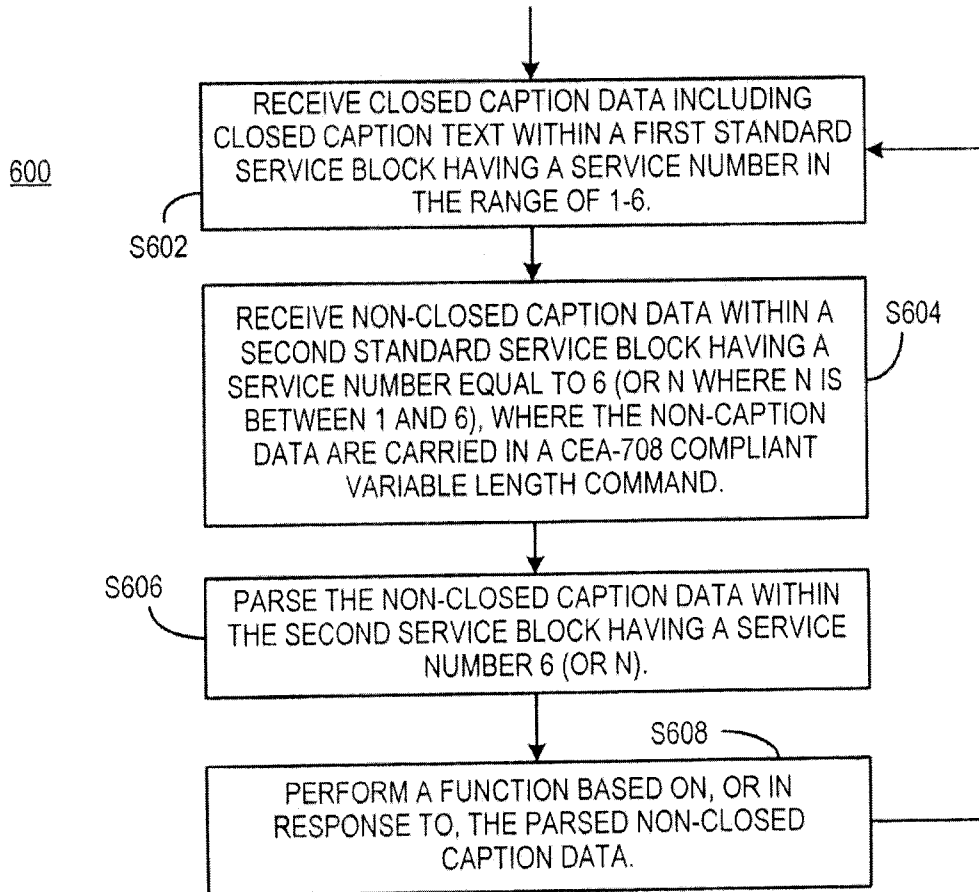 RECEIVE CLOSED CAPTION DATA INCLUDING
CLOSED CAPTION TEXT WITHIN A FIRST STANDARD
SERVICE BLOCK HAVING A SERVICE NUMBER IN
THE RANGE OF 1-6.
600
S602
RECEIVE NON-CLOSED CAPTION DATA WITHIN A
SECOND STANDARD SERVICE BLOCK HAVING A
SERVICE NUMBER EQUAL TO 6 (OR N WHERE N IS
BETWEEN 1 AND 6), WHERE THE NON-CAPTION
DATA ARE CARRIED IN A CEA-708 COMPLIANT
VARIABLE LENGTH COMMAND.
S604
S606
PARSE THE NON-CLOSED CAPTION DATA WITHIN
THE SECOND SERVICE BLOCK HAVING A SERVICE
NUMBER 6 (OR N).
S608
PERFORM A FUNCTION BASED ON, OR IN
RESPONSE TO, THE PARSED NON-CLOSED
CAPTION DATA.